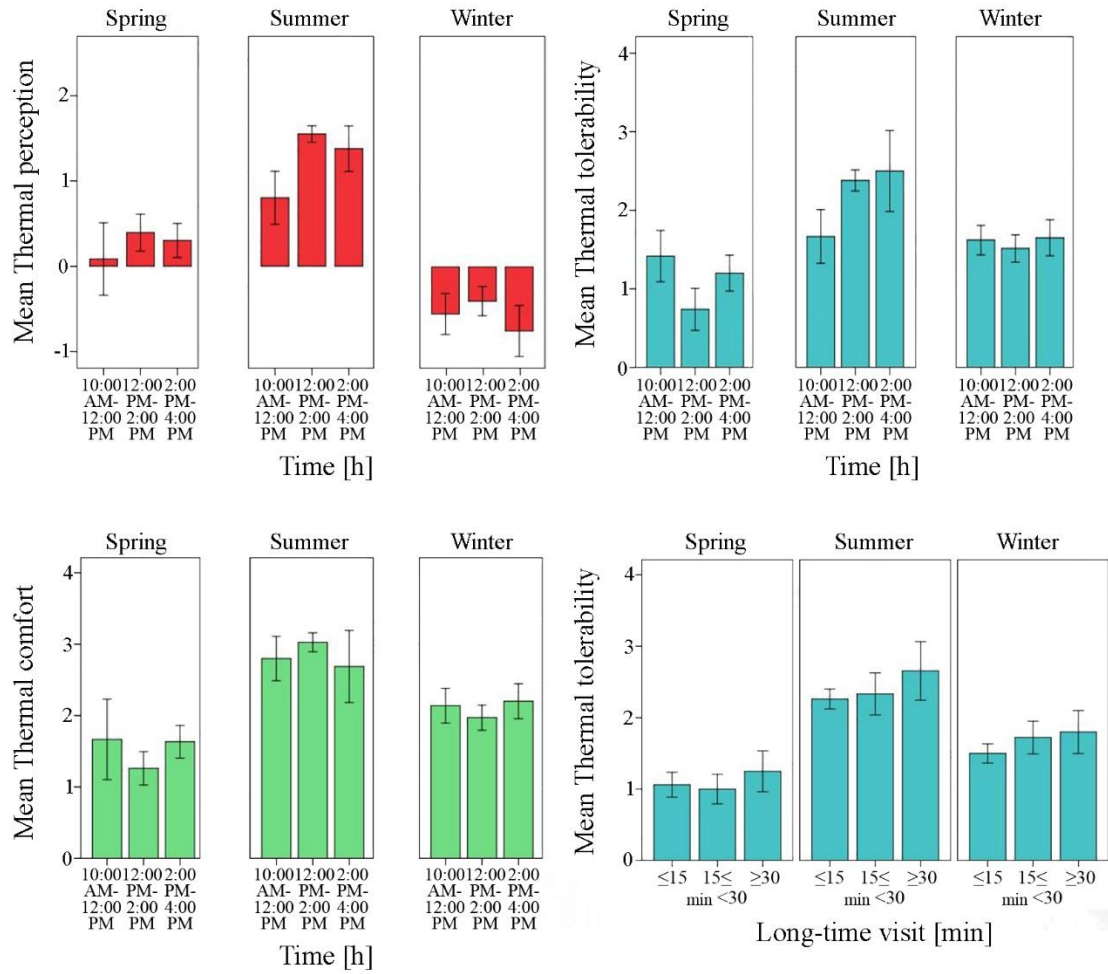 Spring Summer Winter
Mean Thermal perception
2
1
0
-1
10:00 12:00 2:00 10:00 12:00 2:00 10:00 12:00 2:00
AM- PM- PM- AM- PM- PM- AM- PM- PM-
12:00 2:00 4:00 12:00 2:00 4:00 12:00 2:00 4:00
PM PM PM PM PM PM PM PM PM
Time [h]
Spring Summer Winter
Mean Thermal tolerability
4
3
2
1
0
10:00 12:00 2:00 10:00 12:00 2:00 10:00 12:00 2:00
AM- PM- PM- AM- PM- PM- AM- PM- PM-
12:00 2:00 4:00 12:00 2:00 4:00 12:00 2:00 4:00
PM PM PM PM PM PM PM PM PM
Time [h]
Spring Summer Winter
Mean Thermal comfort
4
3
2
1
0
10:00 12:00 2:00 10:00 12:00 2:00 10:00 12:00 2:00
AM- PM- PM- AM- PM- PM- AM- PM- PM-
12:00 2:00 4:00 12:00 2:00 4:00 12:00 2:00 4:00
PM PM PM PM PM PM PM PM PM
Time [h]
Spring Summer Winter
Mean Thermal tolerability
4
3
2
1
0
≤15 15≤ ≥30 ≤15 15≤ ≥30 ≤15 15≤ ≥30
min <30 min <30 min <30
Long-time visit [min]